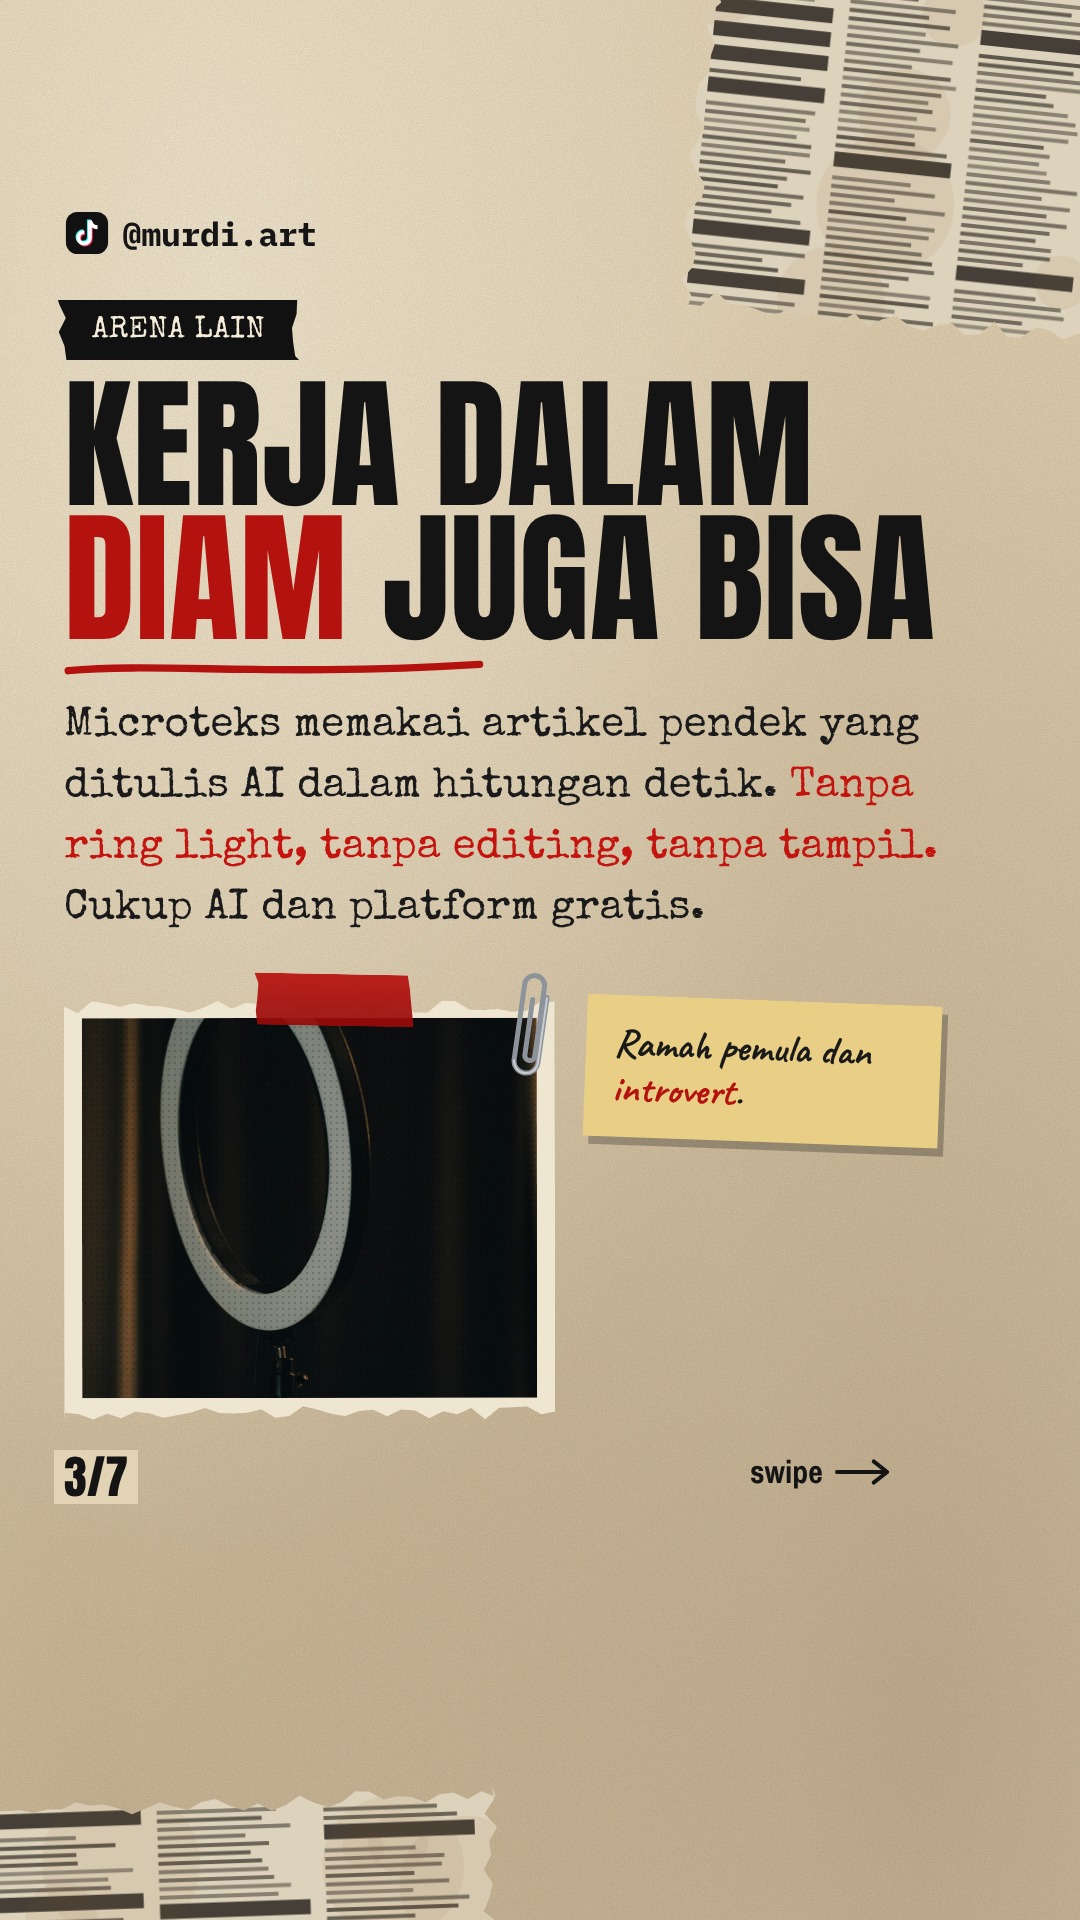 @murdi.art
ARENA LAIN
KERJA DALAM
DIAM JUGA BISA
Microteks memakai artikel pendek yang
ditulis AI dalam hitungan detik. Tanpa
ring light, tanpa editing, tanpa tampil.
Cukup AI dan platform gratis.
Ramah pemula dan
introvert.
3/7
swipe →